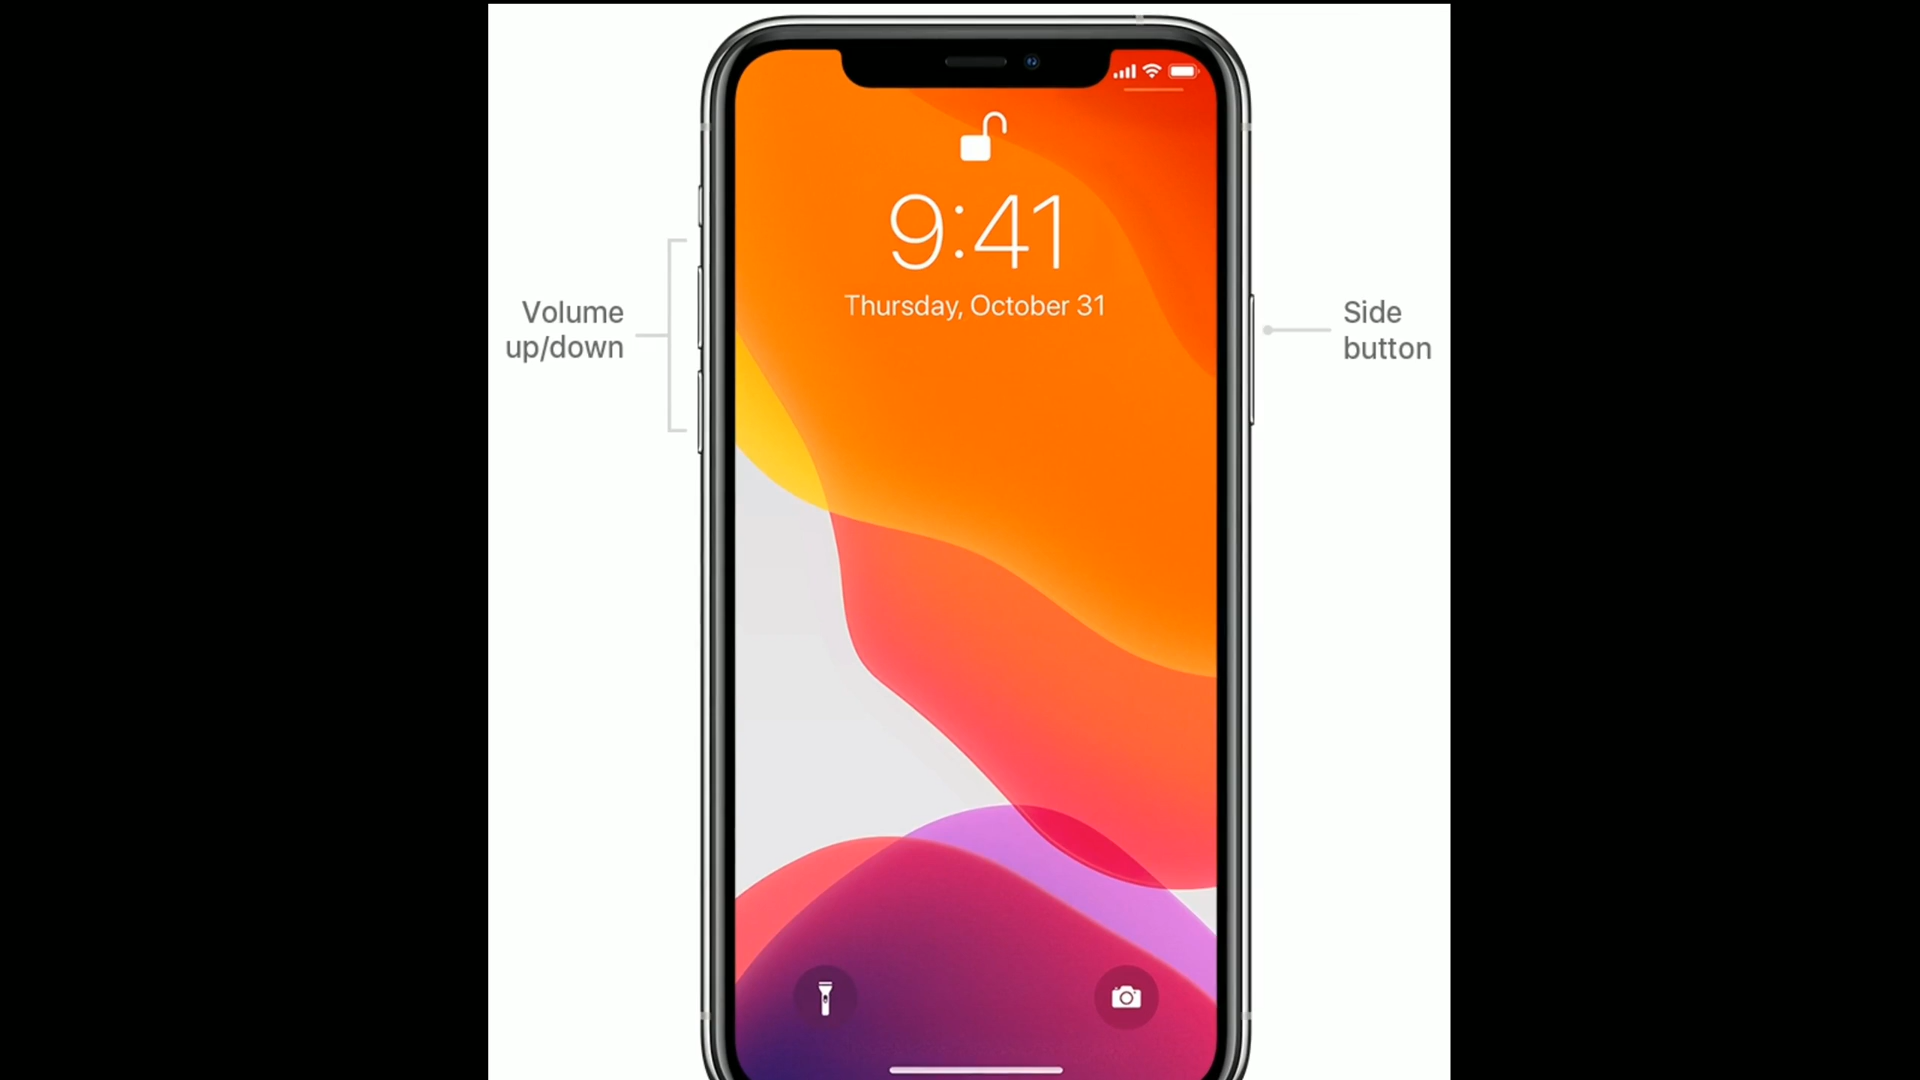 9:41
Thursday, October 31
Volume
up/down
Side
button